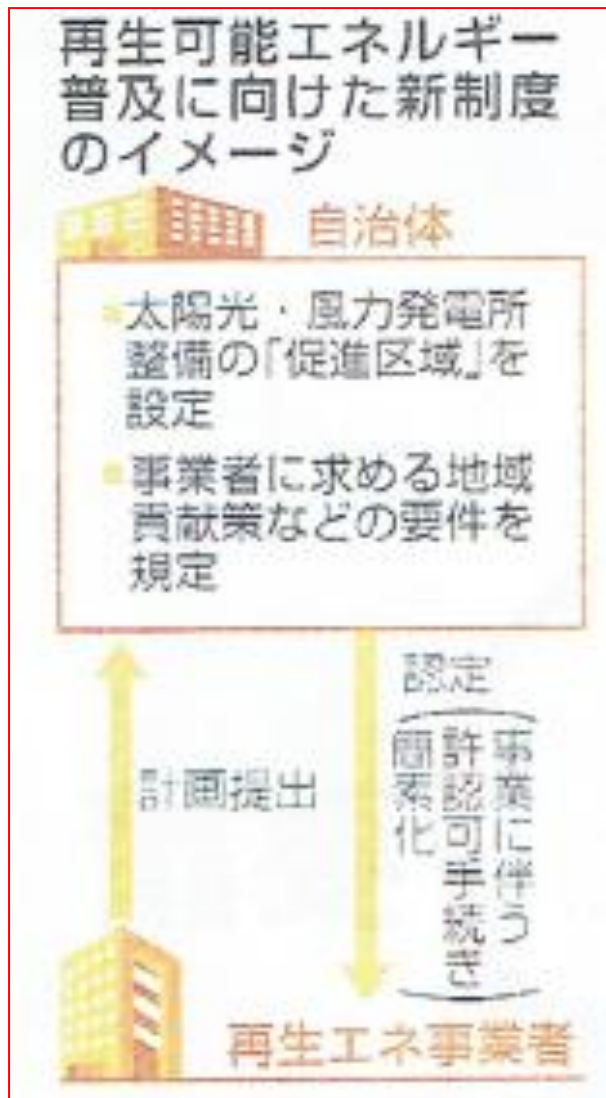 再生可能エネルギー
普及に向けた新制度
のイメージ
自治体
太陽光・風力発電所
整備の「促進区域」を
設定
事業者に求める地域
貢献策などの要件を
規定
認定
(事業に伴う
許認可手続き
簡素化)
計画提出
再生エネ事業者